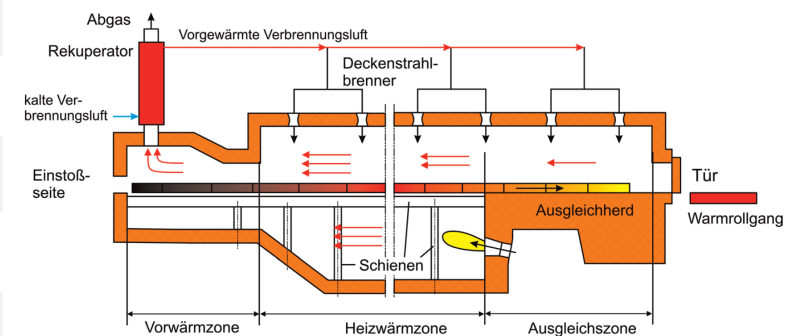 Abgas
Rekuperator
Vorgewärmte Verbrennungsluft
Deckenstrahl-
brenner
kalte Ver-
brennungsluft
Einstoß-
seite
Tür
Warmrollgang
Ausgleichherd
Schienen
Vorwärmzone
Heizwärmzone
Ausgleichszone